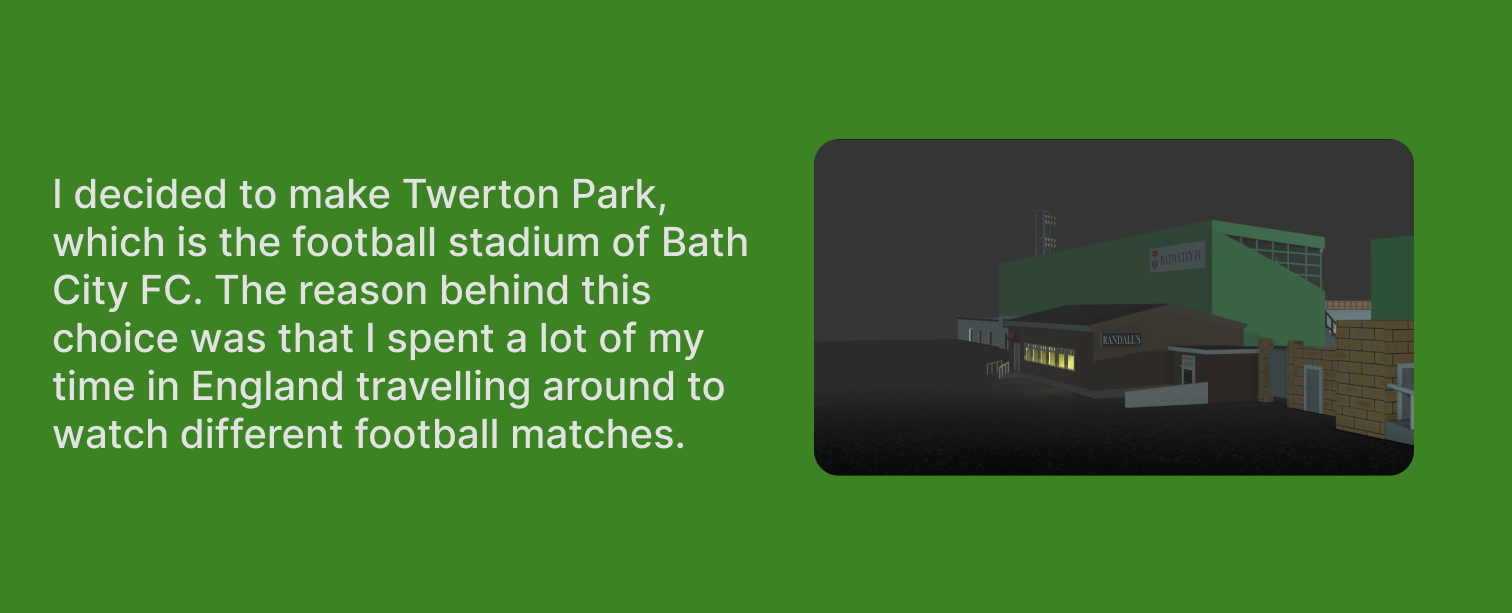 I decided to make Twerton Park,
which is the football stadium of Bath
City FC. The reason behind this
choice was that I spent a lot of my
time in England travelling around to
watch different football matches.
BATH CITY FC
RANDALL'S